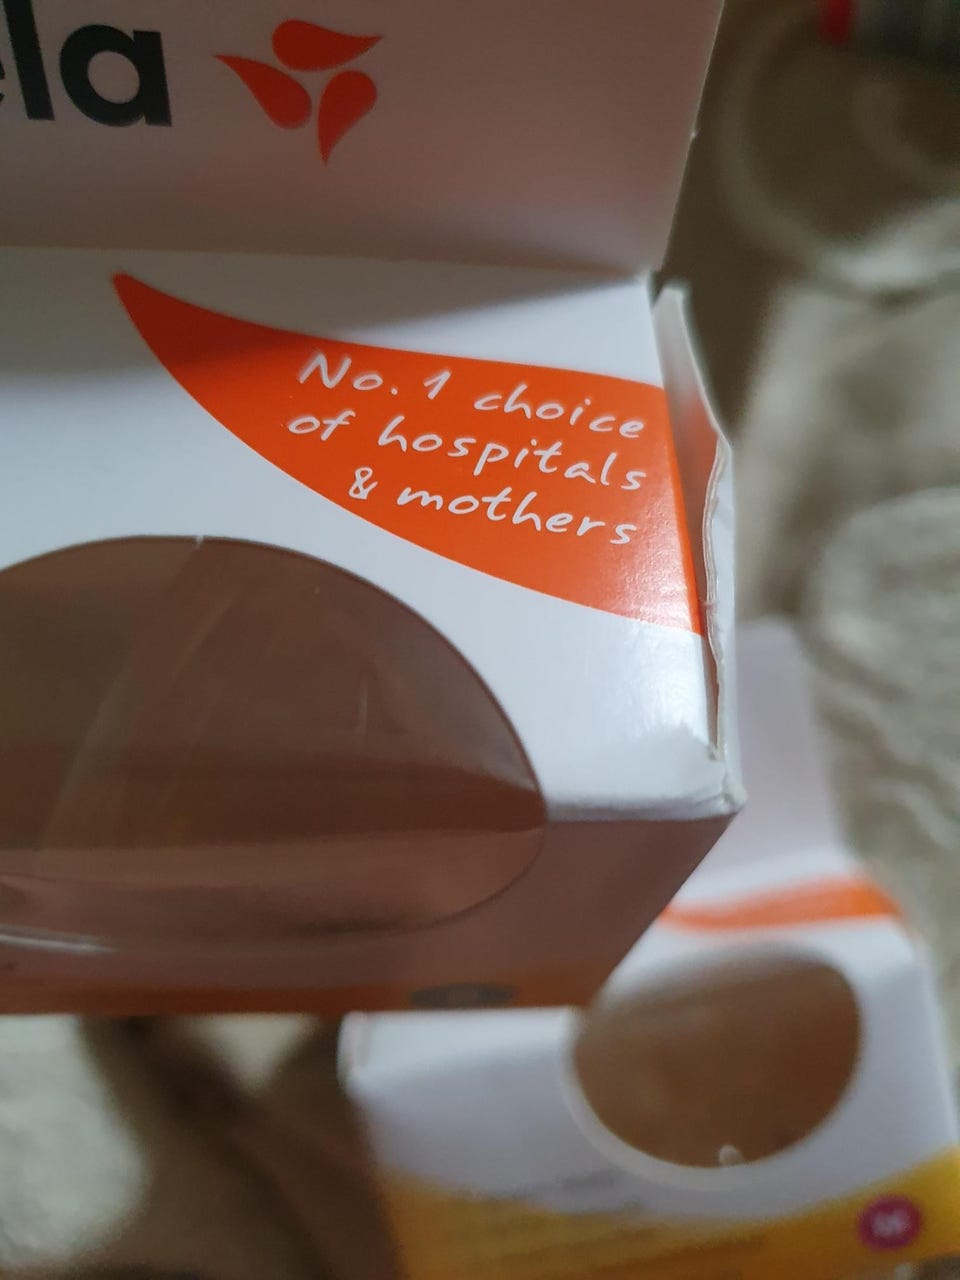 ela
No. 1 choice
of hospitals
& mothers